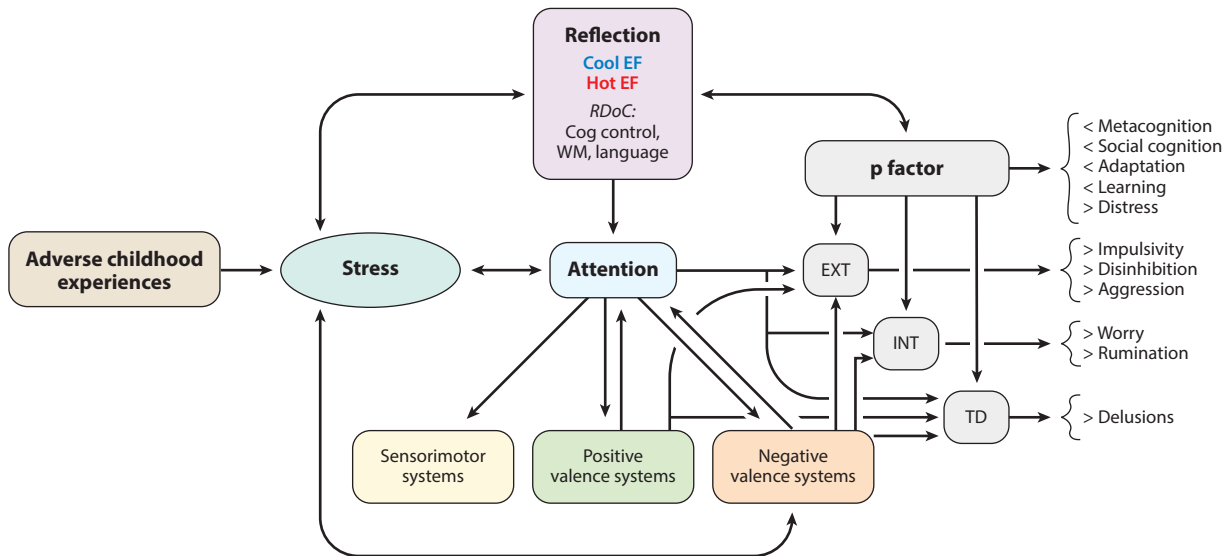 Reflection
Cool EF
Hot EF
RDoC:
Cog control,
WM, language
p factor
< Metacognition
< Social cognition
< Adaptation
< Learning
> Distress
Adverse childhood
experiences
Stress
Attention
EXT
> Impulsivity
> Disinhibition
> Aggression
INT
> Worry
> Rumination
TD
> Delusions
Sensorimotor
systems
Positive
valence systems
Negative
valence systems